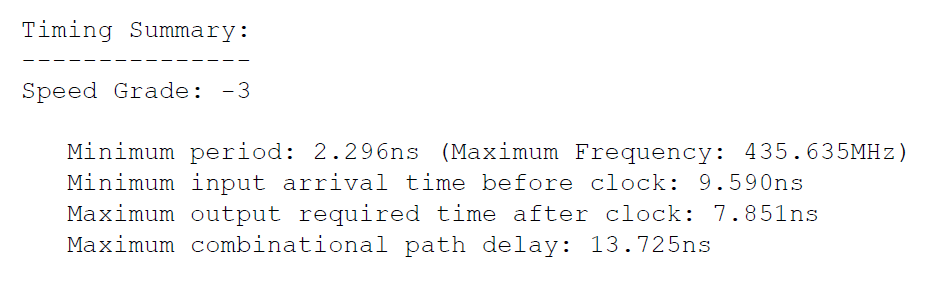 Timing Summary:
---------------
Speed Grade: -3
Minimum period: 2.296ns (Maximum Frequency: 435.635MHz)
Minimum input arrival time before clock: 9.590ns
Maximum output required time after clock: 7.851ns
Maximum combinational path delay: 13.725ns